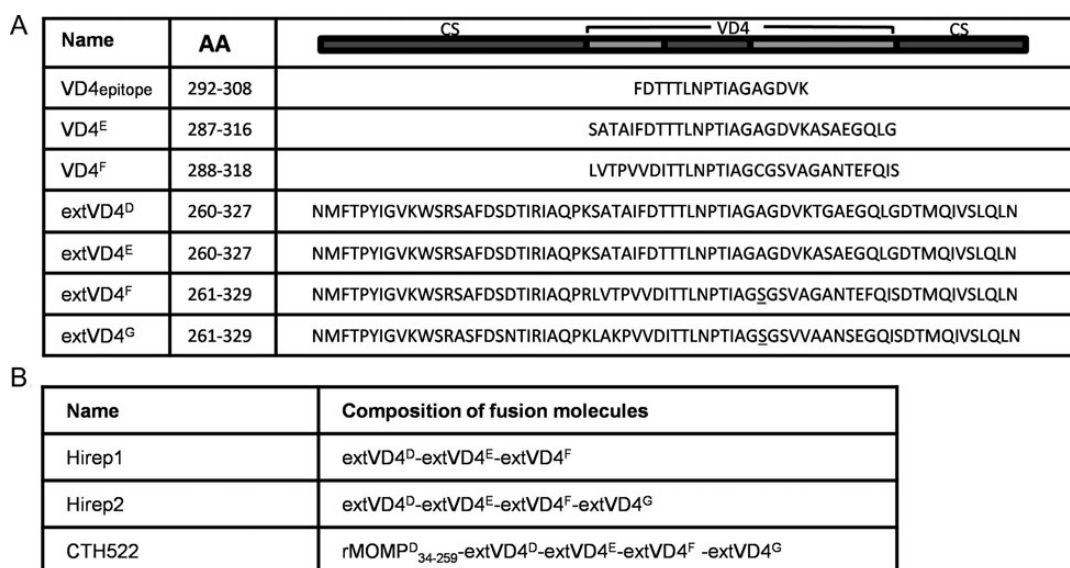 A
Name AA CS VD4 CS
VD4epitope 292-308 FDTTTLNPTIAGAGDVK
VD4E 287-316 SATAIFDTTTLNPTIAGAGDVKASAEGQLG
VD4F 288-318 LVTPVVDITTLNPTIAGCGSVAGANTEFQIS
extVD4D 260-327 NMFTPYIGVKWSRSAFDSDTIRIAQPKSATAIFDTTTLNPTIAGAGDVKTGAEGQLGDTMQIVSLQLN
extVD4E 260-327 NMFTPYIGVKWSRSAFDSDTIRIAQPKSATAIFDTTTLNPTIAGAGDVKASAEGQLGDTMQIVSLQLN
extVD4F 261-329 NMFTPYIGVKWSRSAFDSDTIRIAQPRLVTPVVDITTLNPTIAGSGSVAGANTEFQISDTMQIVSLQLN
extVD4G 261-329 NMFTPYIGVKWSRASFDSNTIRIAQPKLAKPVVDITTLNPTIAGSGSVVAANSEGQISDTMQIVSLQLN
B
Name Composition of fusion molecules
Hirep1 extVD4D-extVD4E-extVD4F
Hirep2 extVD4D-extVD4E-extVD4F-extVD4G
CTH522 rMOMPD34-259-extVD4D-extVD4E-extVD4F -extVD4G